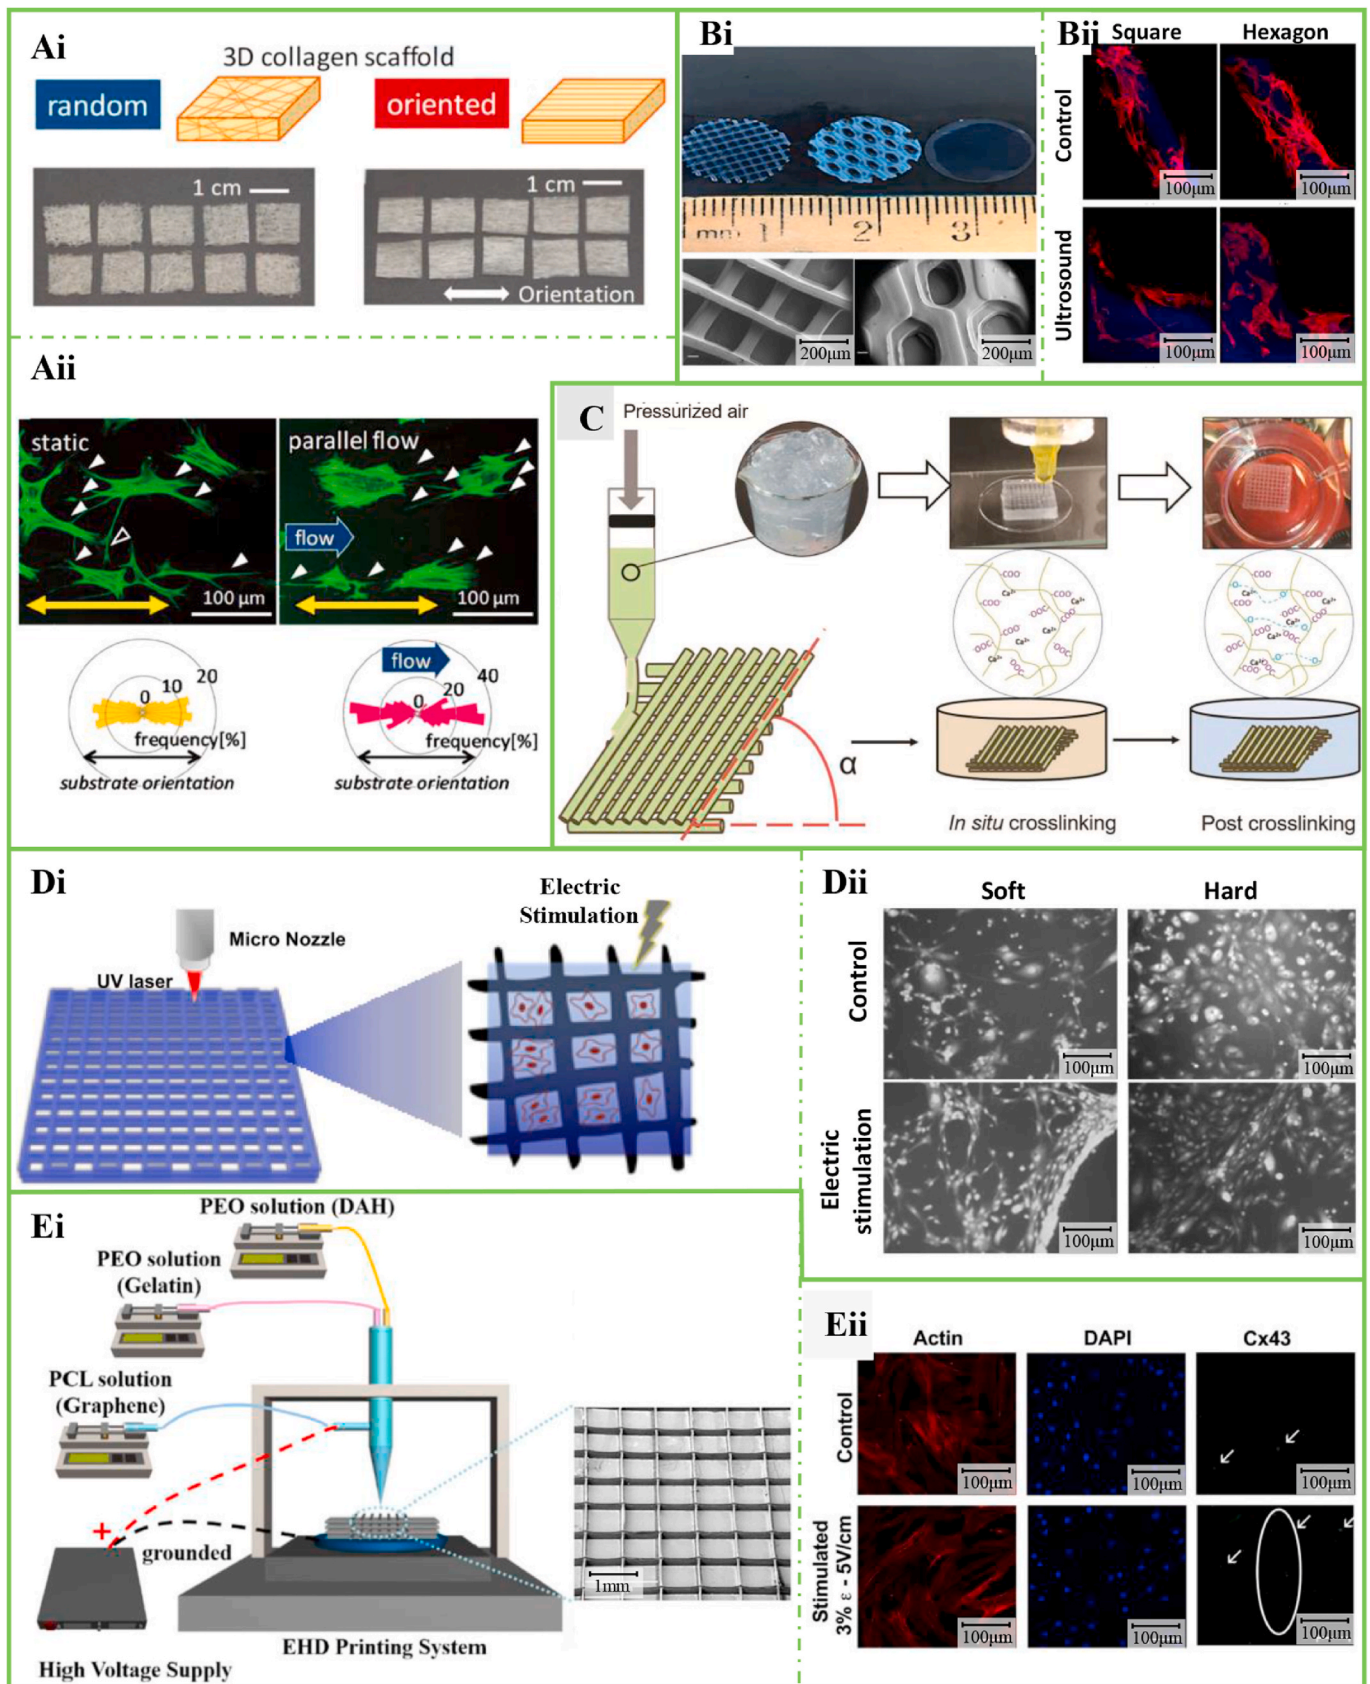 Ai
3D collagen scaffold
random
oriented
1 cm
1 cm
Orientation
Bi
mm 1 2 3
200μm
200μm
Bii
Square
Hexagon
Control
100μm
100μm
Ultrasound
100μm
100μm
Aii
static
parallel flow
flow
100 μm
100 μm
flow
0 10 20
frequency[%]
substrate orientation
0 20 40
frequency[%]
substrate orientation
C
Pressurized air
α
In situ crosslinking
Post crosslinking
Di
Micro Nozzle
UV laser
Electric
Stimulation
Dii
Soft
Hard
Control
100μm
100μm
Electric
stimulation
100μm
100μm
Ei
PEO solution (DAH)
PEO solution
(Gelatin)
PCL solution
(Graphene)
+
grounded
High Voltage Supply
EHD Printing System
1mm
Eii
Actin
DAPI
Cx43
Control
100μm
100μm
100μm
Stimulated
3% ε - 5V/cm
100μm
100μm
100μm